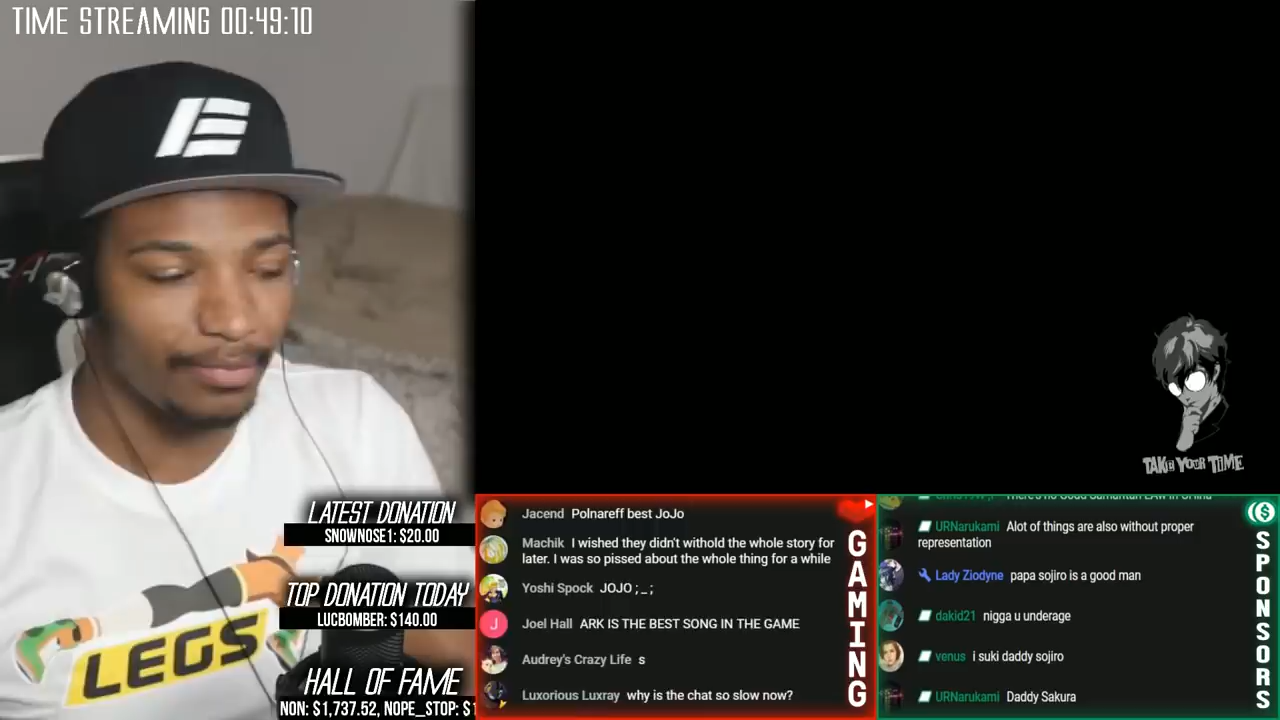 TIME STREAMING 00:49:10
E
LATEST DONATION
SNOWNOSE1: $20.00
TOP DONATION TODAY
LUCBOMBER: $140.00
LEGS
HALL OF FAME
NON: $1,737.52, NOPE_STOP: $1
TAKE YOUR TIME
Jacend Polnareff best JoJo
Machik I wished they didn't withold the whole story for
later. I was so pissed about the whole thing for a while
Yoshi Spock JOJO ;_;
J
Joel Hall ARK IS THE BEST SONG IN THE GAME
Audrey's Crazy Life s
Luxorious Luxray why is the chat so slow now?
GAMING
URNarukami Alot of things are also without proper
representation
Lady Ziodyne papa sojiro is a good man
dakid21 nigga u underage
venus i suki daddy sojiro
URNarukami Daddy Sakura
SPONSORS